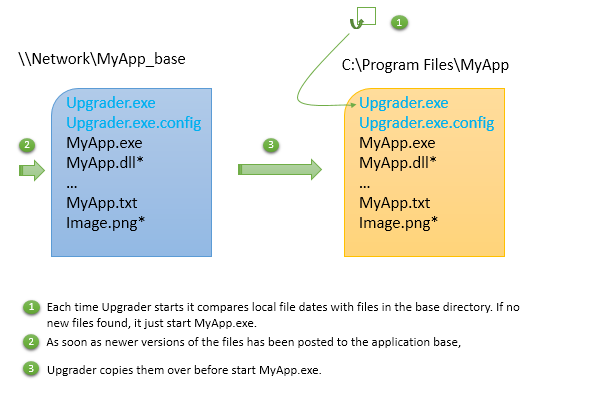 1
\\Network\MyApp_base
C:\Program Files\MyApp
Upgrader.exe
Upgrader.exe.config
MyApp.exe
MyApp.dll*
...
MyApp.txt
Image.png*
Upgrader.exe
Upgrader.exe.config
MyApp.exe
MyApp.dll*
...
MyApp.txt
Image.png*
2
3
1 Each time Upgrader starts it compares local file dates with files in the base directory. If no
new files found, it just start MyApp.exe.
2 As soon as newer versions of the files has been posted to the application base,
3 Upgrader copies them over before start MyApp.exe.